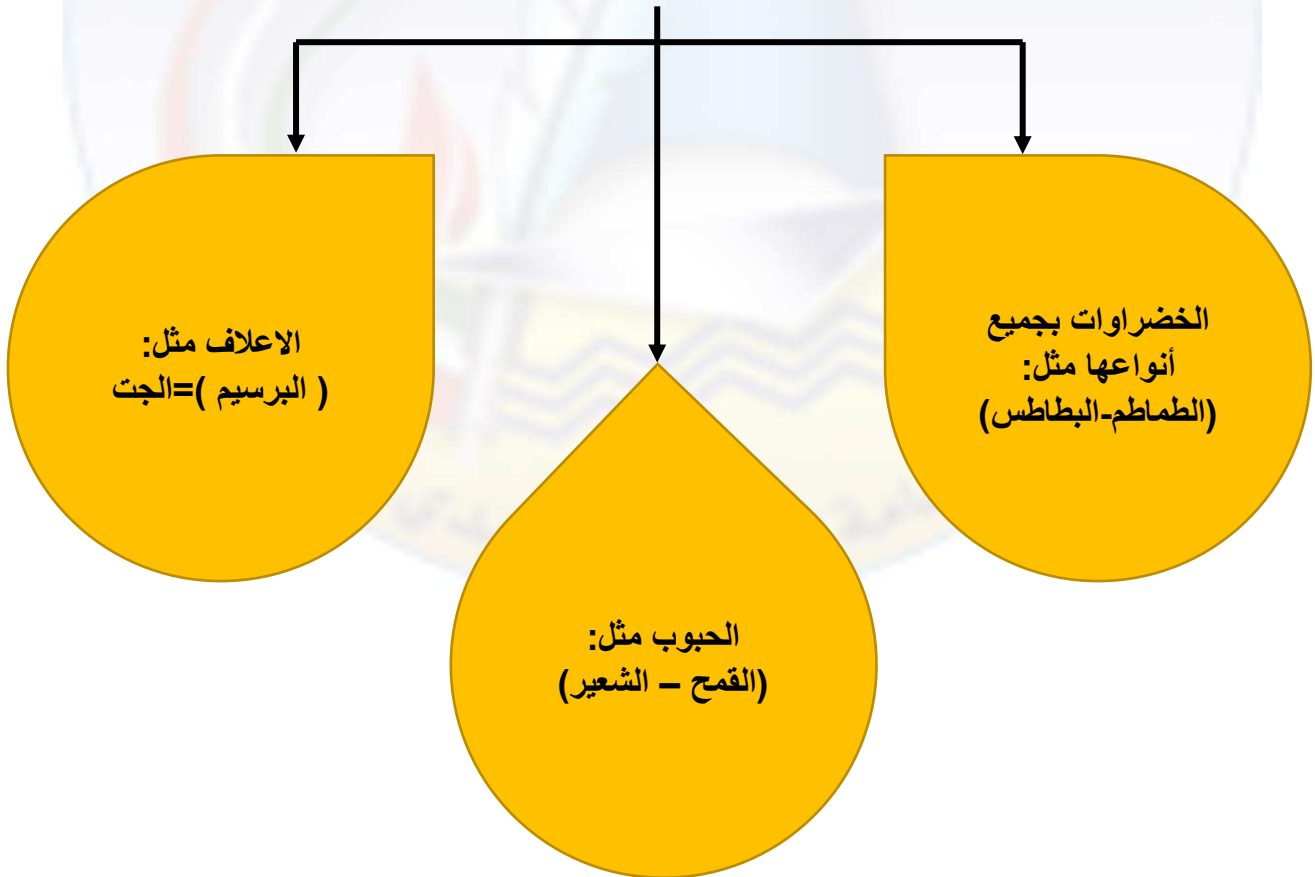 الخضراوات بجميع
أنواعها مثل:
(الطماطم-البطاطس)
الحبوب مثل:
(القمح – الشعير)
الاعلاف مثل:
( البرسيم )=الجت